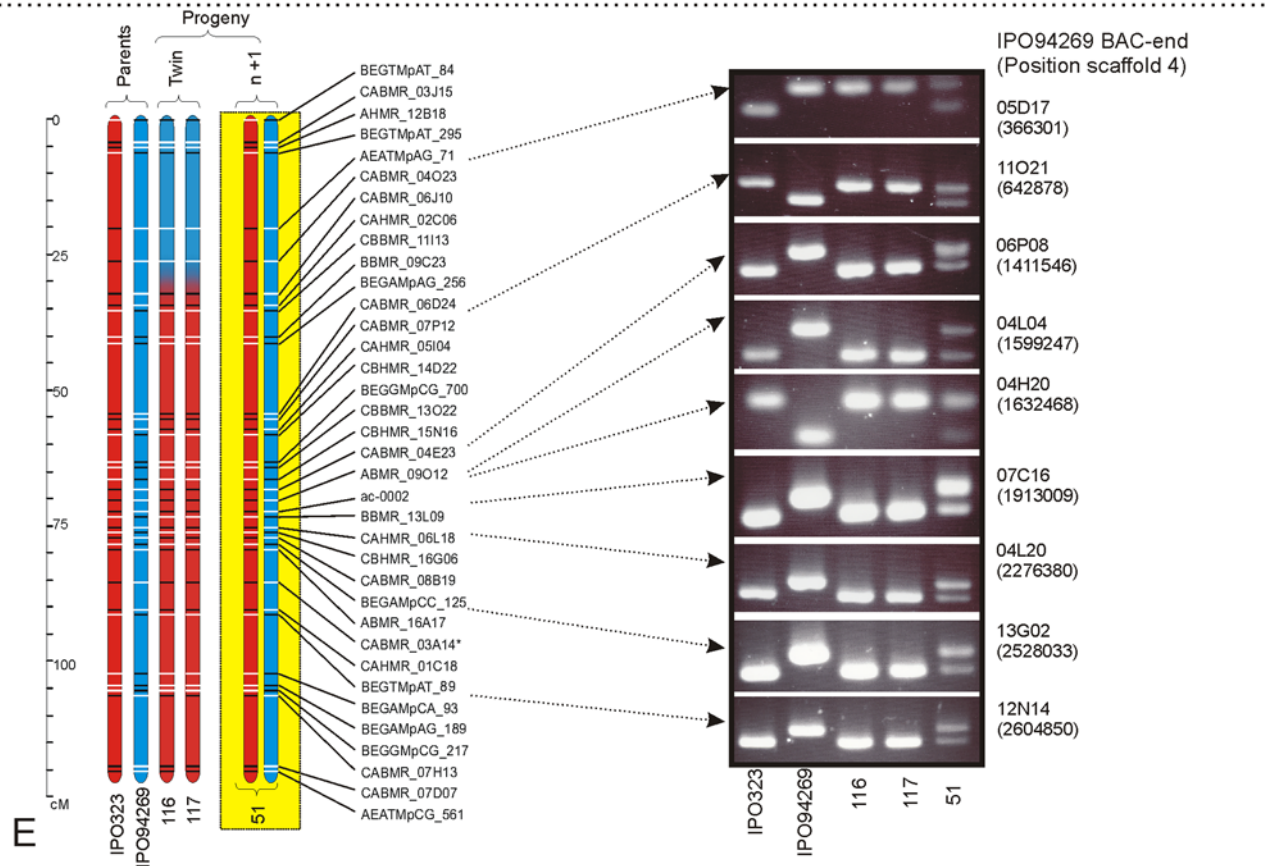 Progeny
Parents
Twin
n +1
0
25
50
75
100
cM
IPO323
IPO94269
116
117
51
E
BEGTMpAT_84
CABMR_03J15
AHMR_12B18
BEGTMpAT_295
AEATMpAG_71
CABMR_04O23
CABMR_06J10
CAHMR_02C06
CBBMR_11I13
BBMR_09C23
BEGAMpAG_256
CABMR_06D24
CABMR_07P12
CAHMR_05I04
CBHMR_14D22
BEGGMpCG_700
CBBMR_13O22
CBHMR_15N16
CABMR_04E23
ABMR_09O12
ac-0002
BBMR_13L09
CAHMR_06L18
CBHMR_16G06
CABMR_08B19
BEGAMpCC_125
ABMR_16A17
CABMR_03A14*
CAHMR_01C18
BEGTMpAT_89
BEGAMpCA_93
BEGAMpAG_189
BEGGMpCG_217
CABMR_07H13
CABMR_07D07
AEATMpCG_561
IPO94269 BAC-end
(Position scaffold 4)
05D17
(366301)
11O21
(642878)
06P08
(1411546)
04L04
(1599247)
04H20
(1632468)
07C16
(1913009)
04L20
(2276380)
13G02
(2528033)
12N14
(2604850)
IPO323
IPO94269
116
117
51